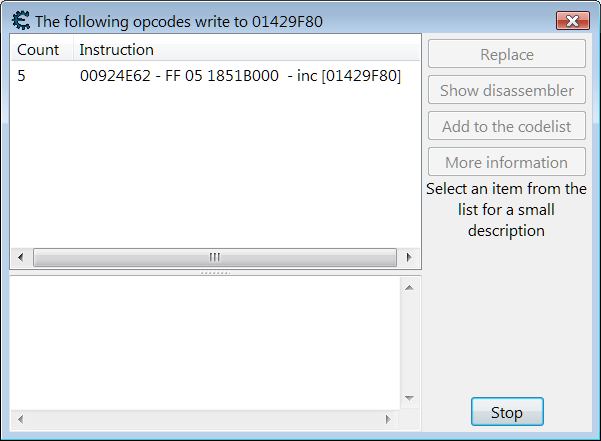 The following opcodes write to 01429F80
Count Instruction
5 00924E62 - FF 05 1851B000 - inc [01429F80]
Replace
Show disassembler
Add to the codelist
More information
Select an item from the
list for a small
description
Stop